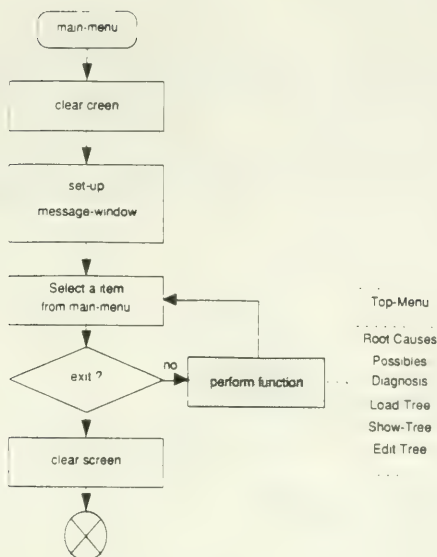 main-menu
clear creen
set-up
message-window
Select a item
from main-menu
exit ?
no
perform function
clear screen
Top-Menu
Root Causes
Possibies
Diagnosis
Load Tree
Show-Tree
Edit Tree